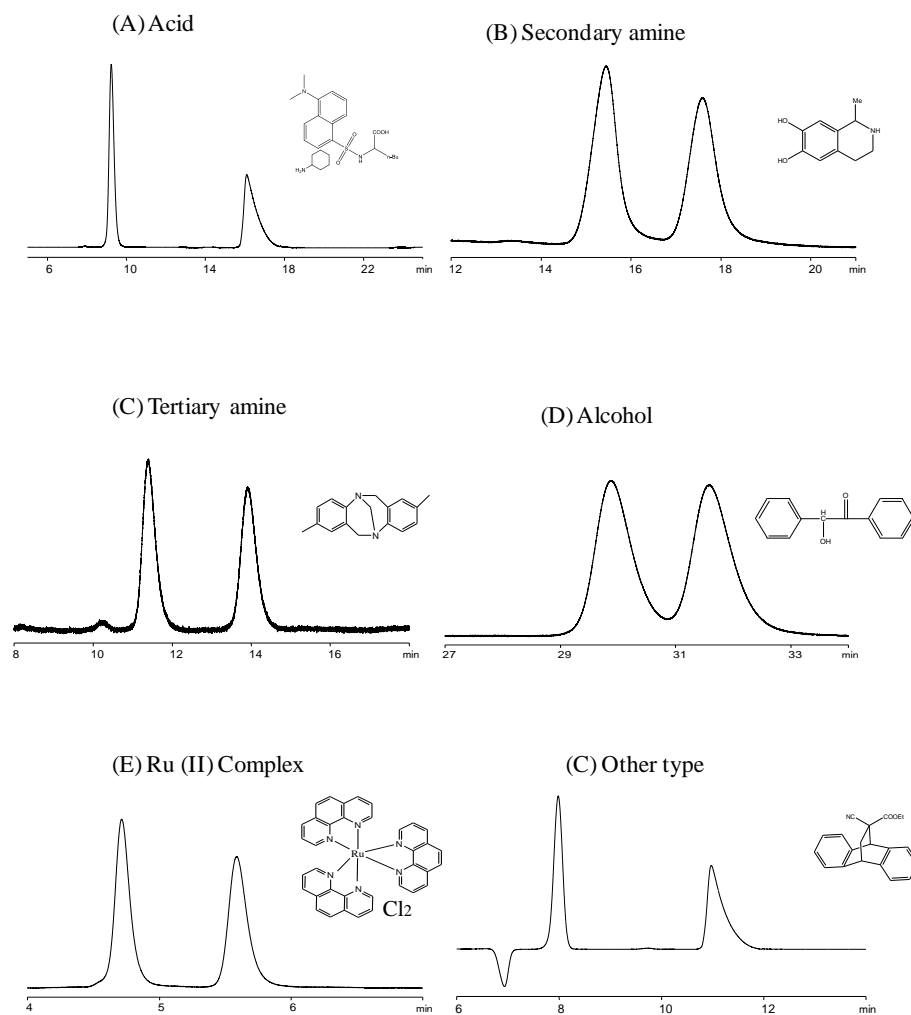 (A) Acid
N
COOH
O
S
N
H
O
n-Bu
H2N
6 10 14 18 22 min
(B) Secondary amine
Me
HO
NH
HO
12 14 16 18 20 min
(C) Tertiary amine
N
N
8 10 12 14 16 min
(D) Alcohol
H
C
O
C
OH
27 29 31 33 min
(E) Ru (II) Complex
N
N
N
Ru
N
N
N
Cl2
4 5 6 min
(C) Other type
NC
COOEt
6 8 10 12 min